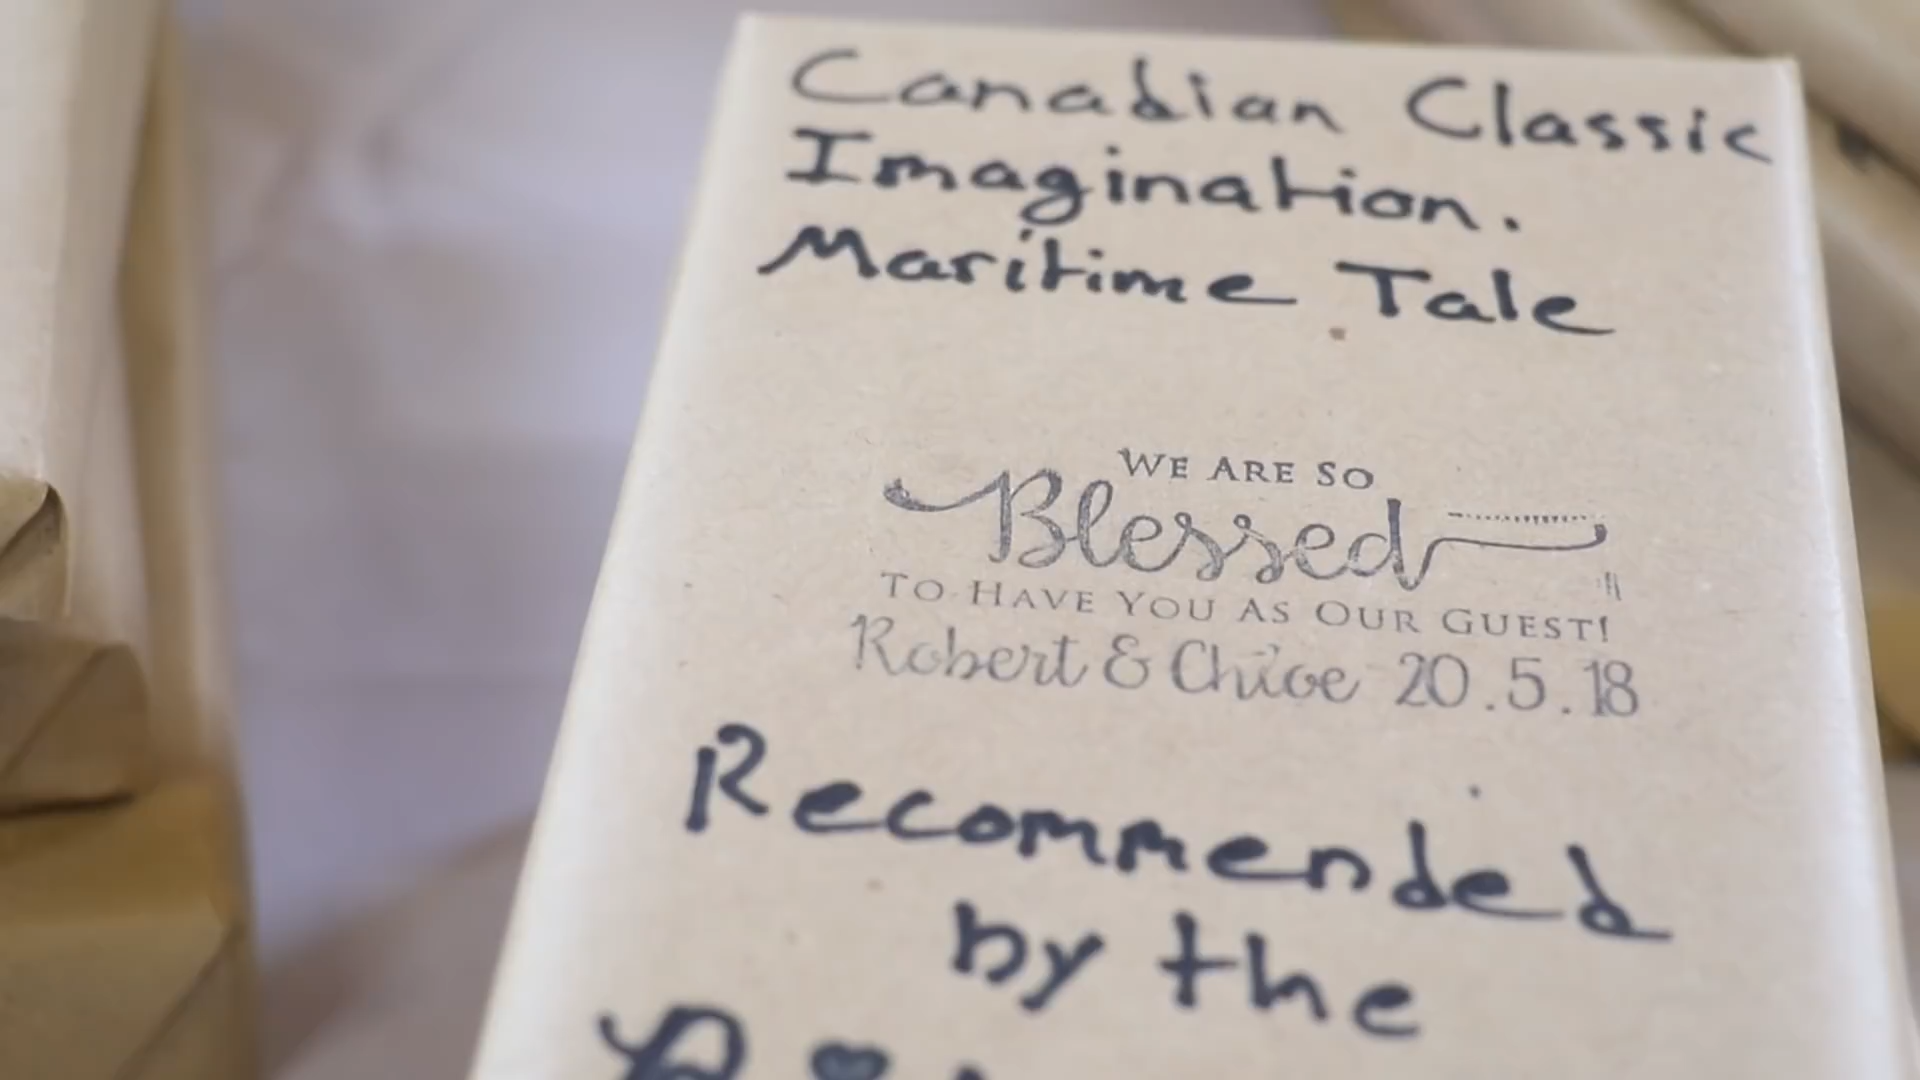 Canadian Classic
Imagination.
Maritime Tale
WE ARE SO
Blessed
TO HAVE YOU AS OUR GUEST!
Robert & Chloe 20.5.18
Recommended
by the